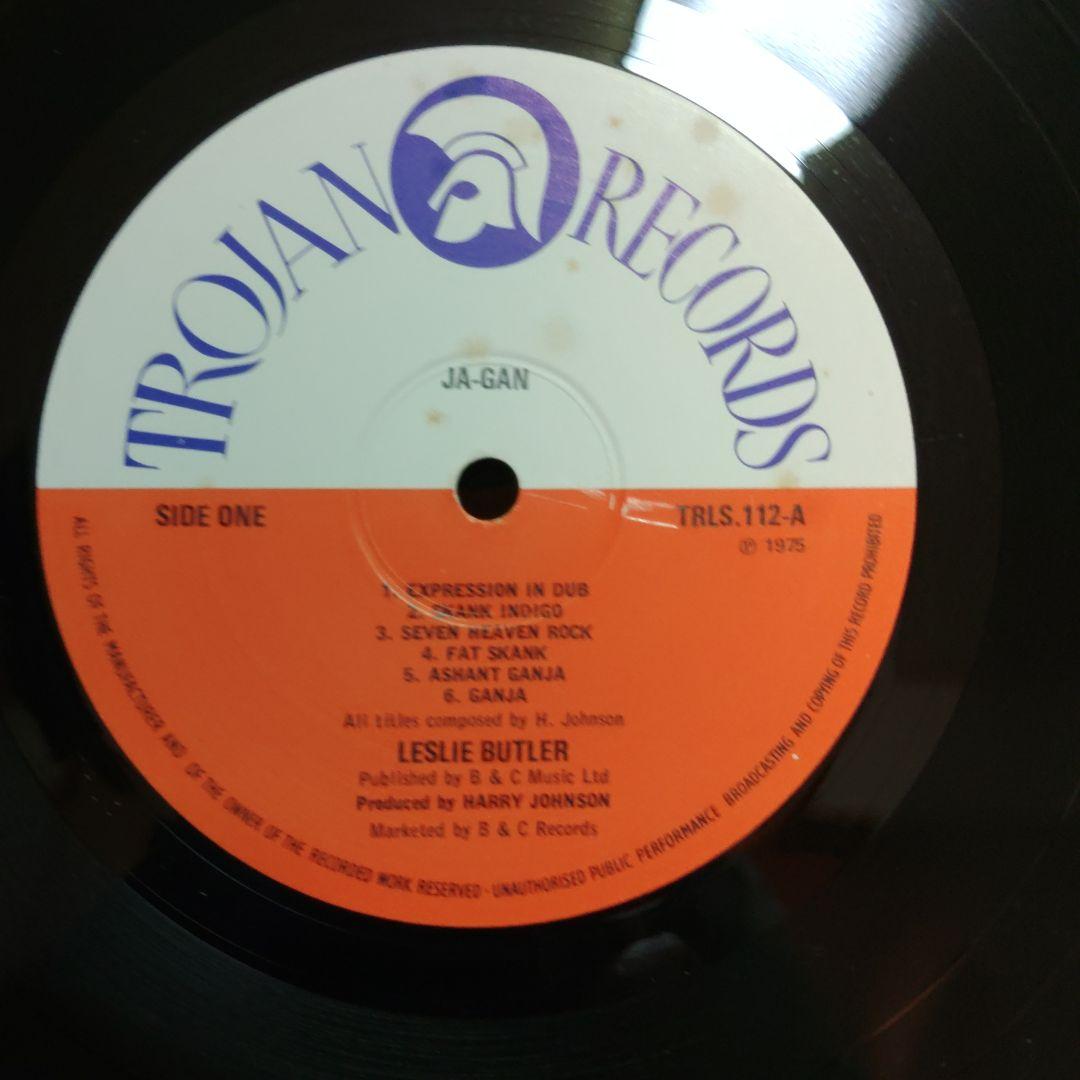 TROJAN RECORDS
JA-GAN
SIDE ONE
TRLS.112-A
℗ 1975
1. EXPRESSION IN DUB
2. SKANK INDIGO
3. SEVEN HEAVEN ROCK
4. FAT SKANK
5. ASHANT GANJA
6. GANJA
All titles composed by H. Johnson
LESLIE BUTLER
Published by B & C Music Ltd
Produced by HARRY JOHNSON
Marketed by B & C Records
ALL RIGHTS OF THE MANUFACTURER AND OF THE OWNER OF THE RECORDED WORK RESERVED · UNAUTHORISED PUBLIC PERFORMANCE BROADCASTING AND COPYING OF THIS RECORD PROHIBITED